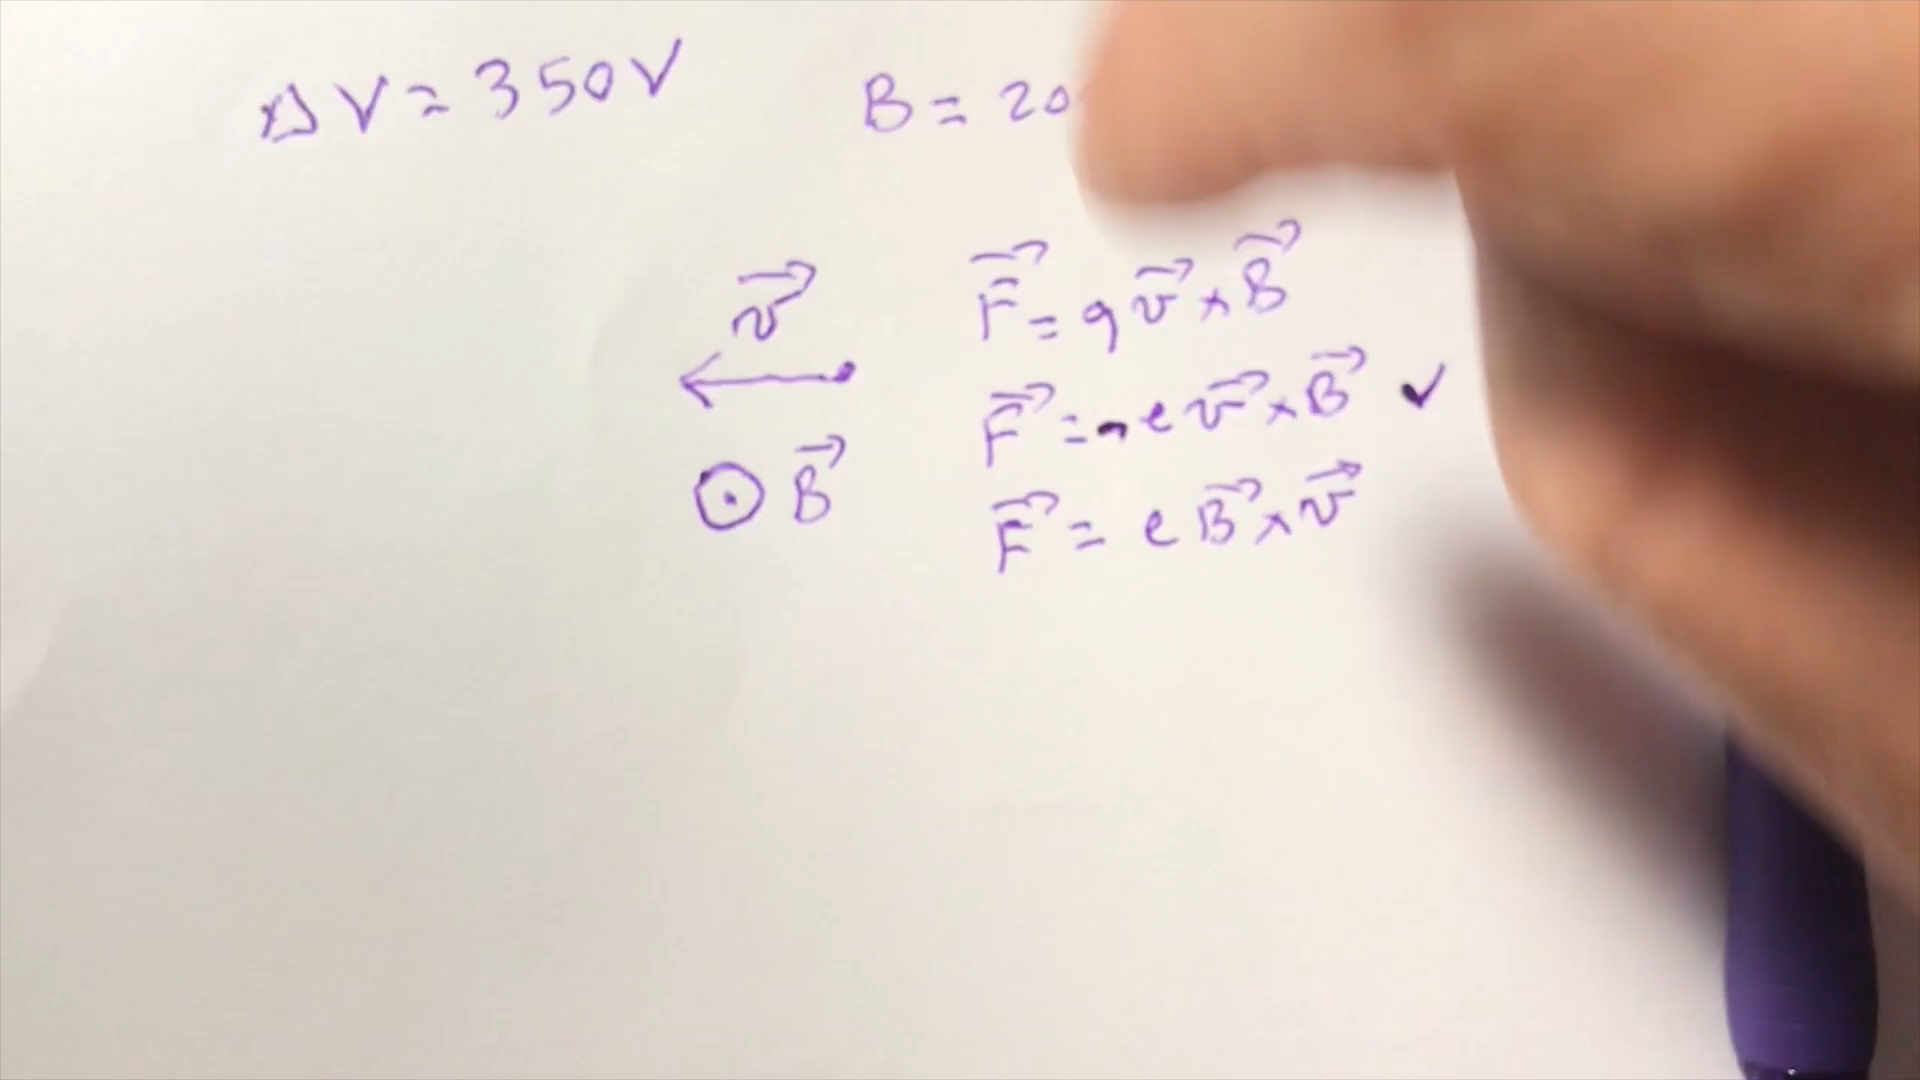 ΔV = 350V
B = 20
v⃗
F⃗ = q v⃗ × B⃗
F⃗ = -e v⃗ × B⃗ ✓
⊙ B⃗
F⃗ = e B⃗ × v⃗